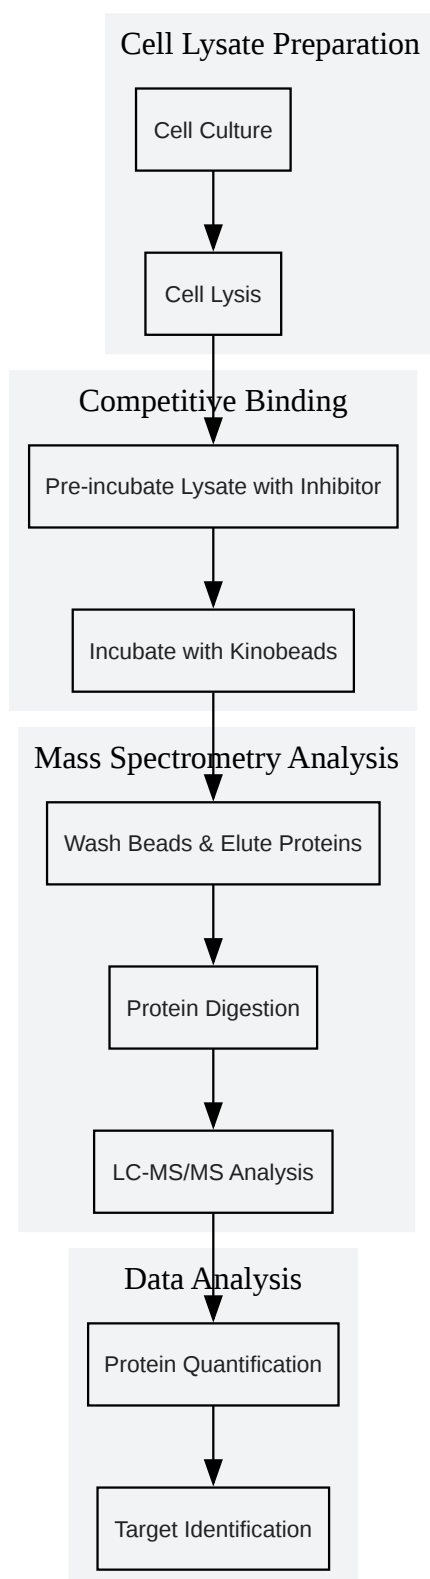 Cell Lysate Preparation
Cell Culture
Cell Lysis
Competitive Binding
Pre-incubate Lysate with Inhibitor
Incubate with Kinobeads
Mass Spectrometry Analysis
Wash Beads & Elute Proteins
Protein Digestion
LC-MS/MS Analysis
Data Analysis
Protein Quantification
Target Identification